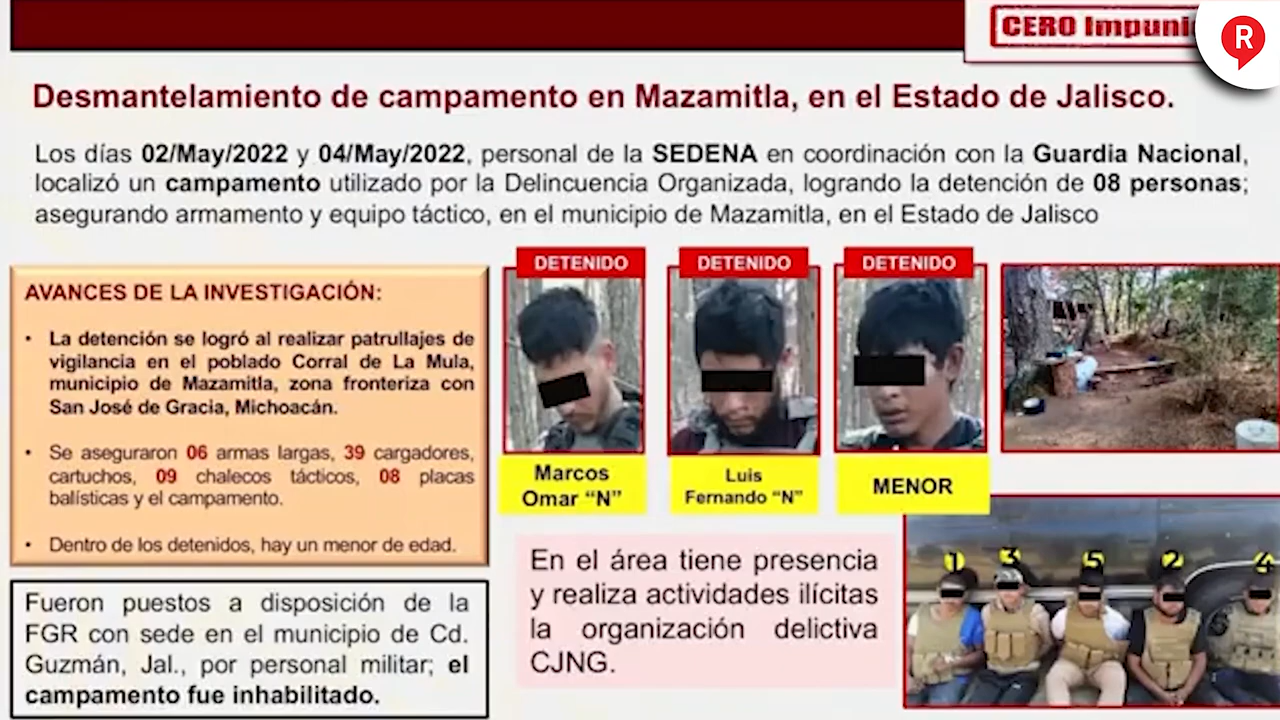 CERO Impuni
R
Desmantelamiento de campamento en Mazamitla, en el Estado de Jalisco.
Los días 02/May/2022 y 04/May/2022, personal de la SEDENA en coordinación con la Guardia Nacional,
localizó un campamento utilizado por la Delincuencia Organizada, logrando la detención de 08 personas;
asegurando armamento y equipo táctico, en el municipio de Mazamitla, en el Estado de Jalisco
AVANCES DE LA INVESTIGACIÓN:
• La detención se logró al realizar patrullajes de
vigilancia en el poblado Corral de La Mula,
municipio de Mazamitla, zona fronteriza con
San José de Gracia, Michoacán.
• Se aseguraron 06 armas largas, 39 cargadores,
cartuchos, 09 chalecos tácticos, 08 placas
balísticas y el campamento.
• Dentro de los detenidos, hay un menor de edad.
Fueron puestos a disposición de la
FGR con sede en el municipio de Cd.
Guzmán, Jal., por personal militar; el
campamento fue inhabilitado.
DETENIDO
Marcos
Omar “N”
DETENIDO
Luis
Fernando “N”
DETENIDO
MENOR
En el área tiene presencia
y realiza actividades ilícitas
la organización delictiva
CJNG.
1 3 5 2 4